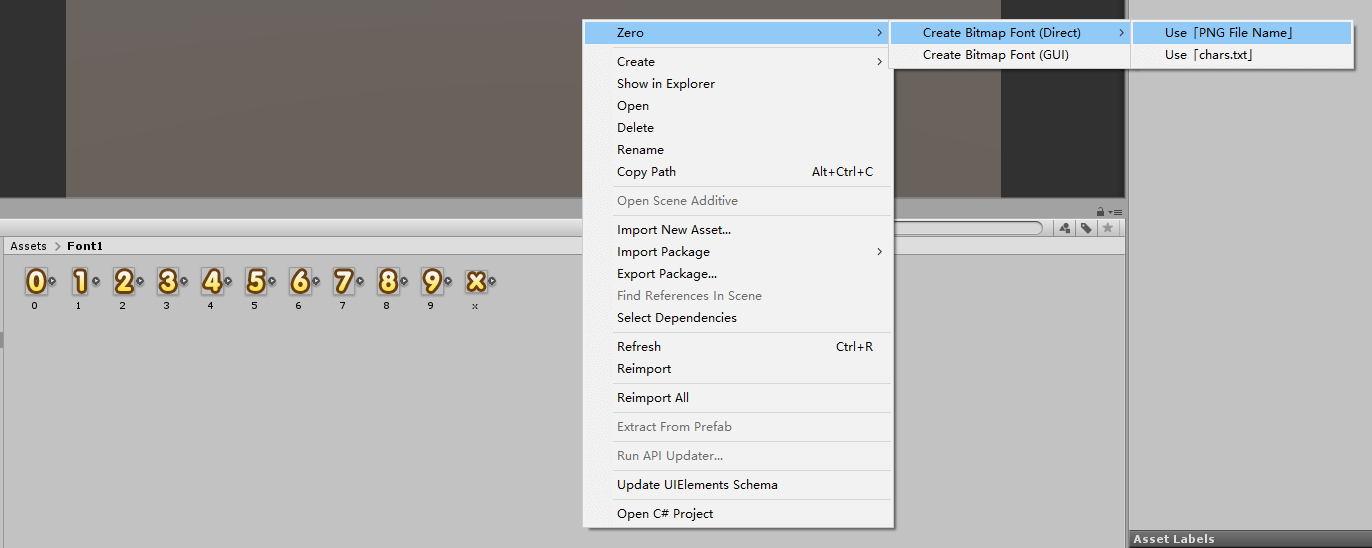 Zero
Create Bitmap Font (Direct)
Use「PNG File Name」
Create Bitmap Font (GUI)
Use「chars.txt」
Create
Show in Explorer
Open
Delete
Rename
Copy Path Alt+Ctrl+C
Open Scene Additive
Import New Asset...
Import Package
Export Package...
Find References In Scene
Select Dependencies
Refresh Ctrl+R
Reimport
Reimport All
Extract From Prefab
Run API Updater...
Update UIElements Schema
Open C# Project
Assets > Font1
0 1 2 3 4 5 6 7 8 9 x
0 1 2 3 4 5 6 7 8 9 x
Asset Labels